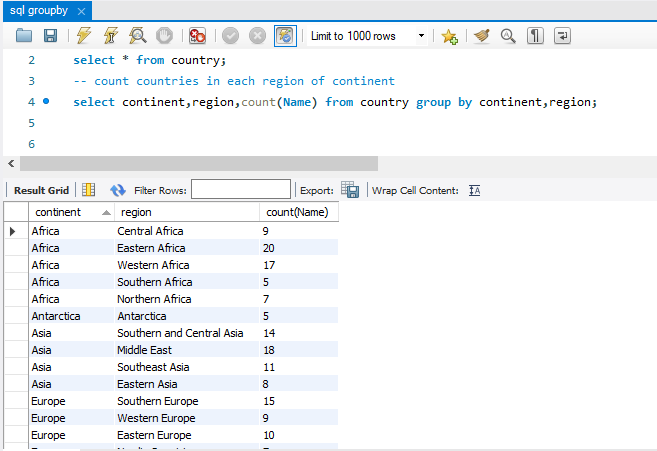 sql groupby
Limit to 1000 rows
2 select * from country;
3 -- count countries in each region of continent
4 select continent,region,count(Name) from country group by continent,region;
5
6
Result Grid Filter Rows: Export: Wrap Cell Content:
continent region count(Name)
Africa Central Africa 9
Africa Eastern Africa 20
Africa Western Africa 17
Africa Southern Africa 5
Africa Northern Africa 7
Antarctica Antarctica 5
Asia Southern and Central Asia 14
Asia Middle East 18
Asia Southeast Asia 11
Asia Eastern Asia 8
Europe Southern Europe 15
Europe Western Europe 9
Europe Eastern Europe 10